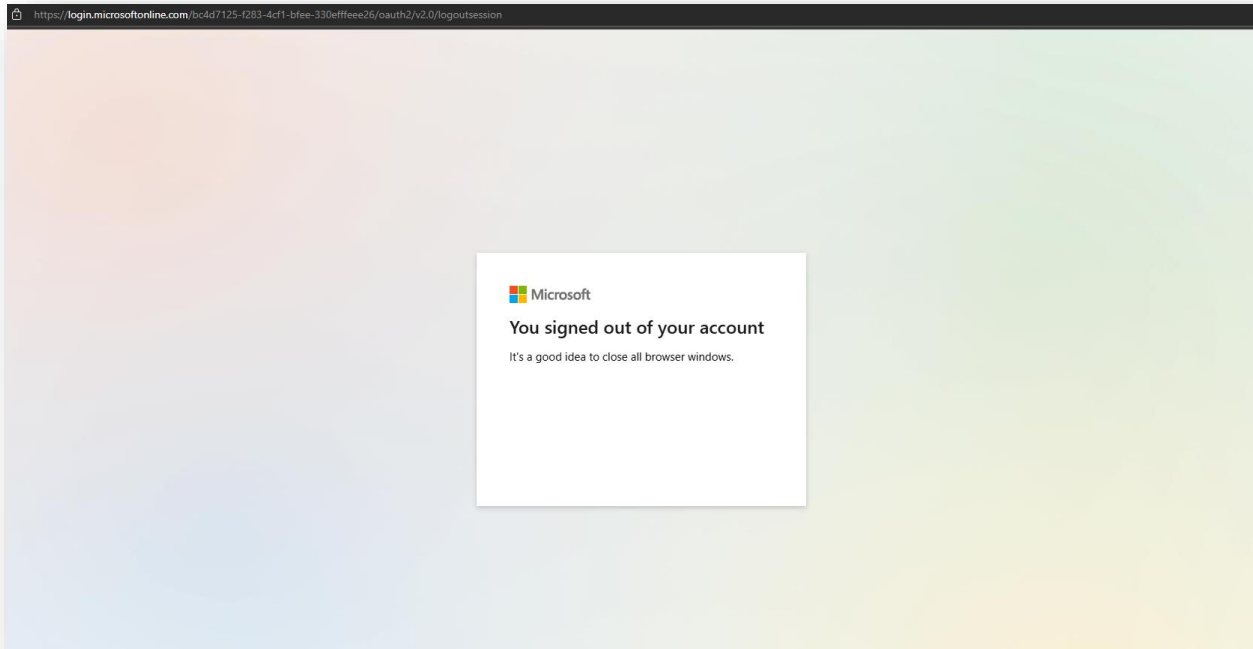 https://login.microsoftonline.com/bc4d7125-f283-4cf1-bfee-330efffeee26/oauth2/v2.0/logoutsession
Microsoft
You signed out of your account
It's a good idea to close all browser windows.